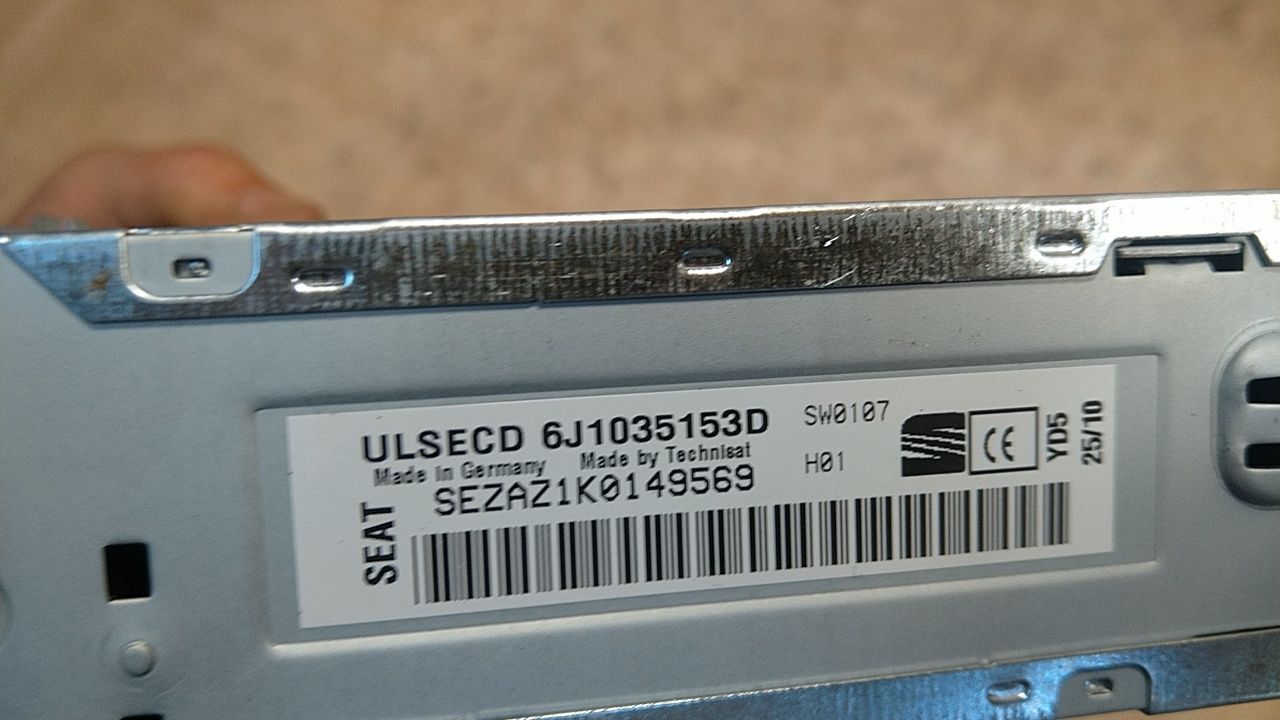 ULSECD 6J1035153D
Made in Germany Made by Technisat
SEZAZ1K0149569
SEAT
SW0107
H01
CE
YD5
25/10